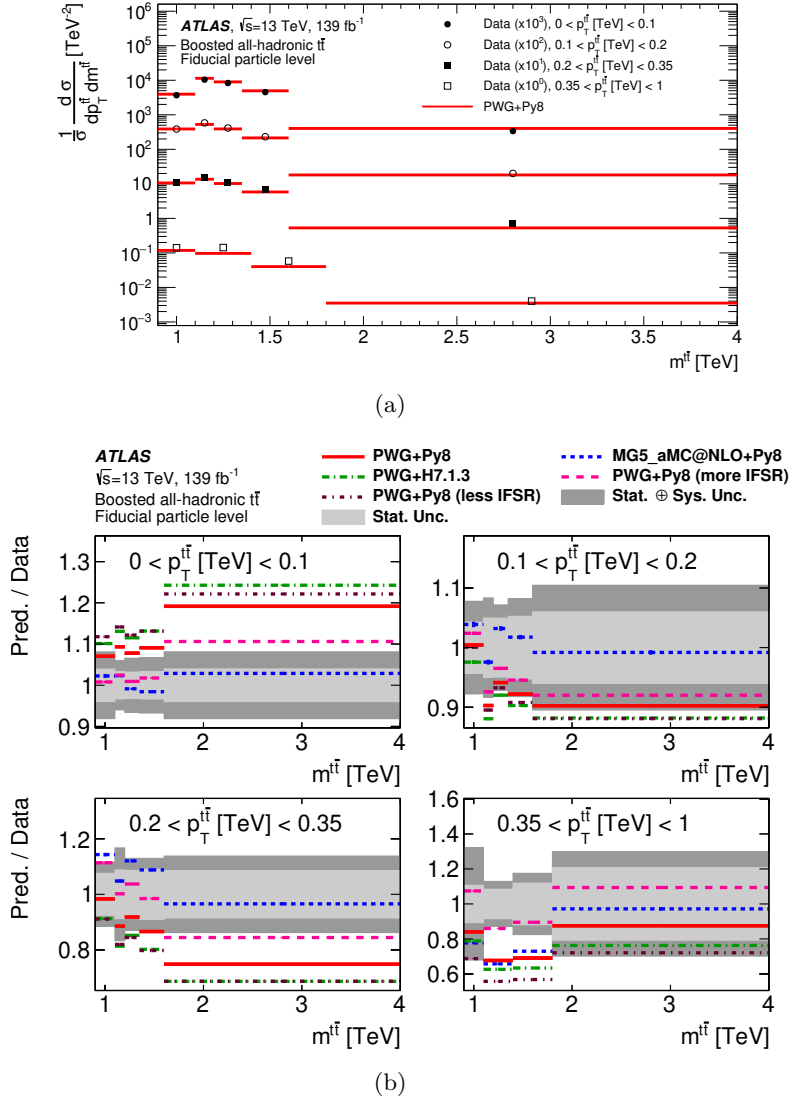 ATLAS, √s=13 TeV, 139 fb⁻¹
Boosted all-hadronic tt̄
Fiducial particle level
Data (x10³), 0 < p_T^{tt̄} [TeV] < 0.1
Data (x10²), 0.1 < p_T^{tt̄} [TeV] < 0.2
Data (x10¹), 0.2 < p_T^{tt̄} [TeV] < 0.35
Data (x10⁰), 0.35 < p_T^{tt̄} [TeV] < 1
PWG+Py8
1/σ d σ / dp_T^{tt̄} dm^{tt̄} [TeV⁻²]
10⁶
10⁵
10⁴
10³
10²
10
1
10⁻¹
10⁻²
10⁻³
1 1.5 2 2.5 3 3.5 4
m^{tt̄} [TeV]
(a)
ATLAS
√s=13 TeV, 139 fb⁻¹
Boosted all-hadronic tt̄
Fiducial particle level
PWG+Py8
PWG+H7.1.3
PWG+Py8 (less IFSR)
Stat. Unc.
MG5_aMC@NLO+Py8
PWG+Py8 (more IFSR)
Stat. ⊕ Sys. Unc.
Pred. / Data
0 < p_T^{tt̄} [TeV] < 0.1
1.3
1.2
1.1
1
0.9
1 2 3 4
m^{tt̄} [TeV]
0.1 < p_T^{tt̄} [TeV] < 0.2
1.1
1
0.9
1 2 3 4
m^{tt̄} [TeV]
Pred. / Data
0.2 < p_T^{tt̄} [TeV] < 0.35
1.2
1
0.8
1 2 3 4
m^{tt̄} [TeV]
0.35 < p_T^{tt̄} [TeV] < 1
1.6
1.4
1.2
1
0.8
0.6
1 2 3 4
m^{tt̄} [TeV]
(b)